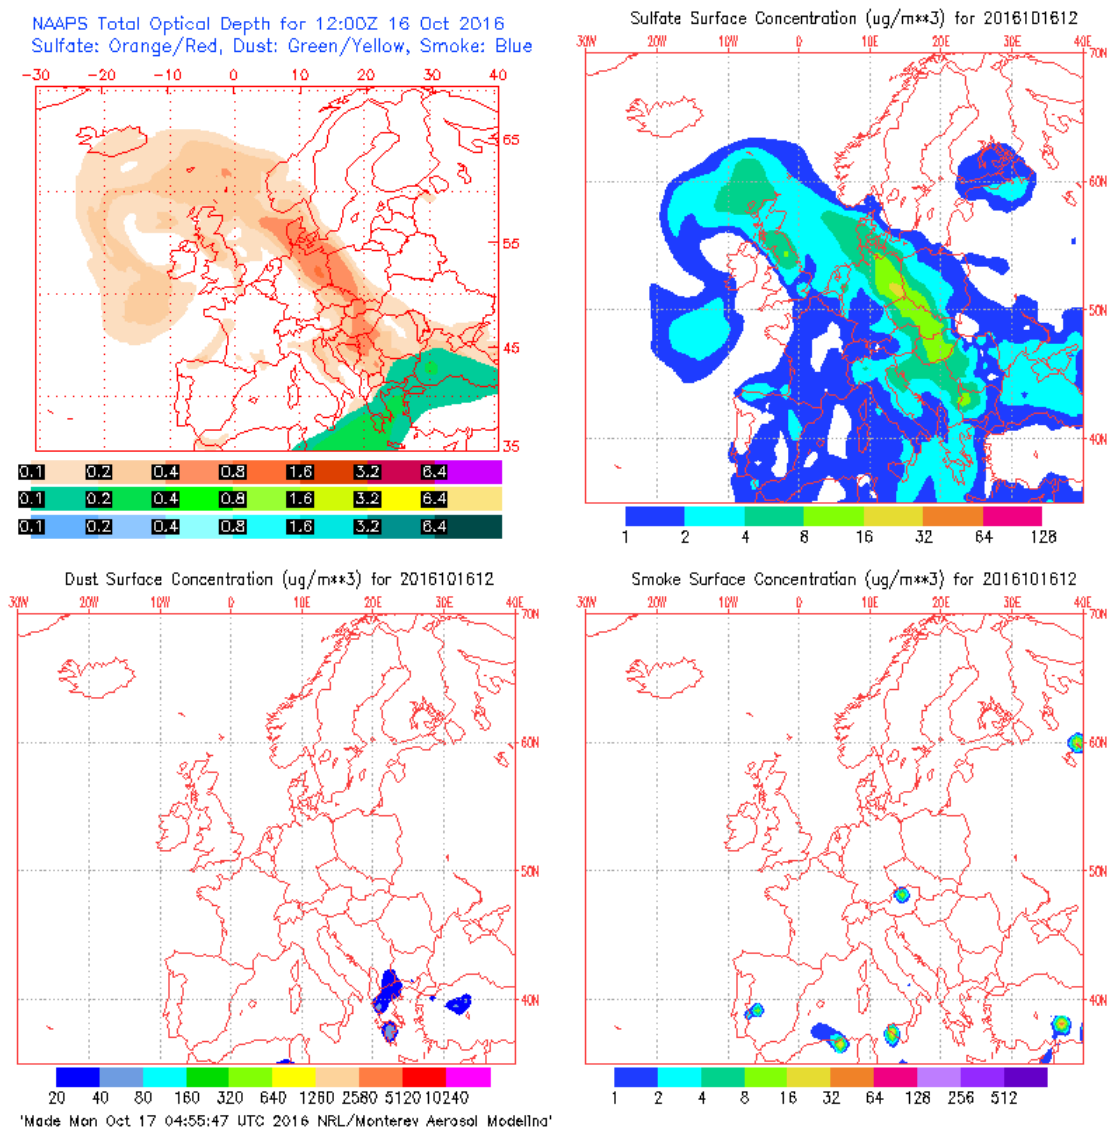 NAAPS Total Optical Depth for 12:00Z 16 Oct 2016
Sulfate: Orange/Red, Dust: Green/Yellow, Smoke: Blue
-30 -20 -10 0 10 20 30 40
65
55
45
35
0.1 0.2 0.4 0.8 1.6 3.2 6.4
0.1 0.2 0.4 0.8 1.6 3.2 6.4
0.1 0.2 0.4 0.8 1.6 3.2 6.4
Sulfate Surface Concentration (ug/m**3) for 2016101612
30W 20W 10W 0 10E 20E 30E 40E
70N
60N
50N
40N
1 2 4 8 16 32 64 128
Dust Surface Concentration (ug/m**3) for 2016101612
30W 20W 10W 0 10E 20E 30E 40E
70N
60N
50N
40N
20 40 80 160 320 640 1260 2580 5120 10240
'Made Mon Oct 17 04:55:47 UTC 2016 NRL/Monterey Aerosol Modeling'
Smoke Surface Concentration (ug/m**3) for 2016101612
30W 20W 10W 0 10E 20E 30E 40E
70N
60N
50N
40N
1 2 4 8 16 32 64 128 256 512